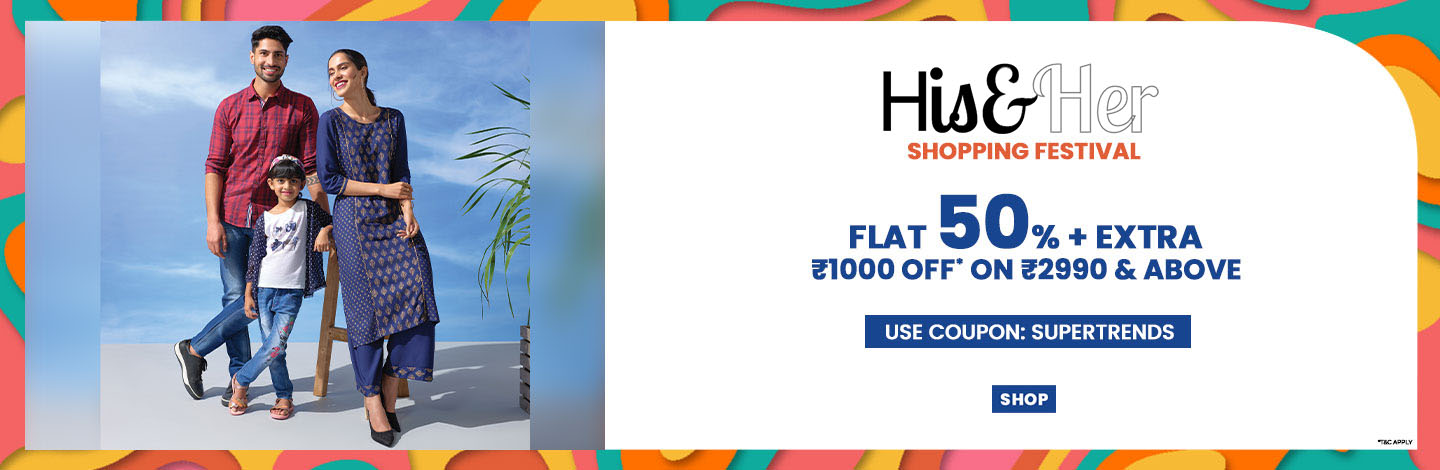 His&Her
SHOPPING FESTIVAL
FLAT 50% + EXTRA
₹1000 OFF* ON ₹2990 & ABOVE
USE COUPON: SUPERTRENDS
SHOP
*T&C APPLY